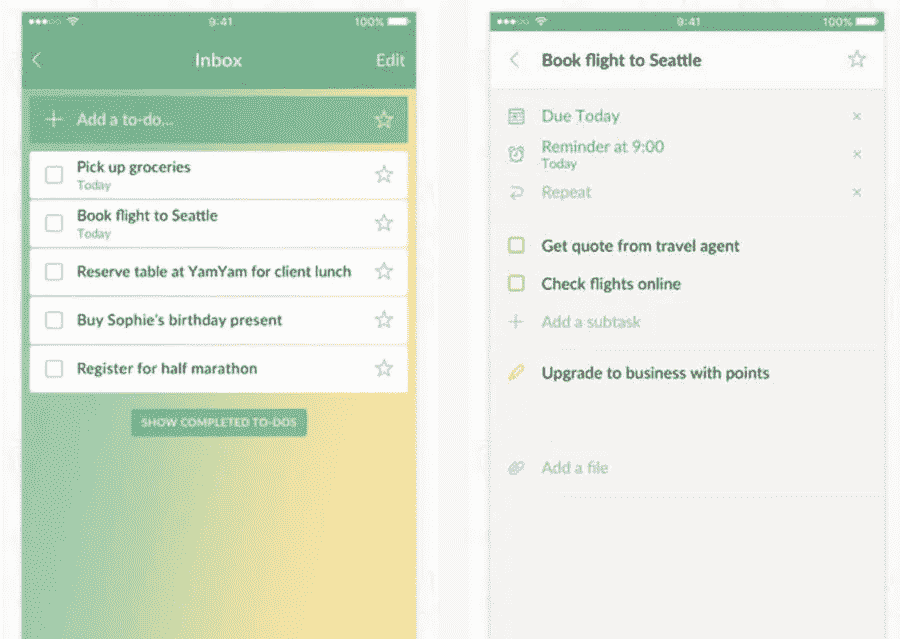 9:41
100%
Inbox
Edit
Add a to-do...
Pick up groceries
Today
Book flight to Seattle
Today
Reserve table at YamYam for client lunch
Buy Sophie's birthday present
Register for half marathon
SHOW COMPLETED TO-DOS
9:41
100%
Book flight to Seattle
Due Today
Reminder at 9:00
Today
Repeat
Get quote from travel agent
Check flights online
Add a subtask
Upgrade to business with points
Add a file